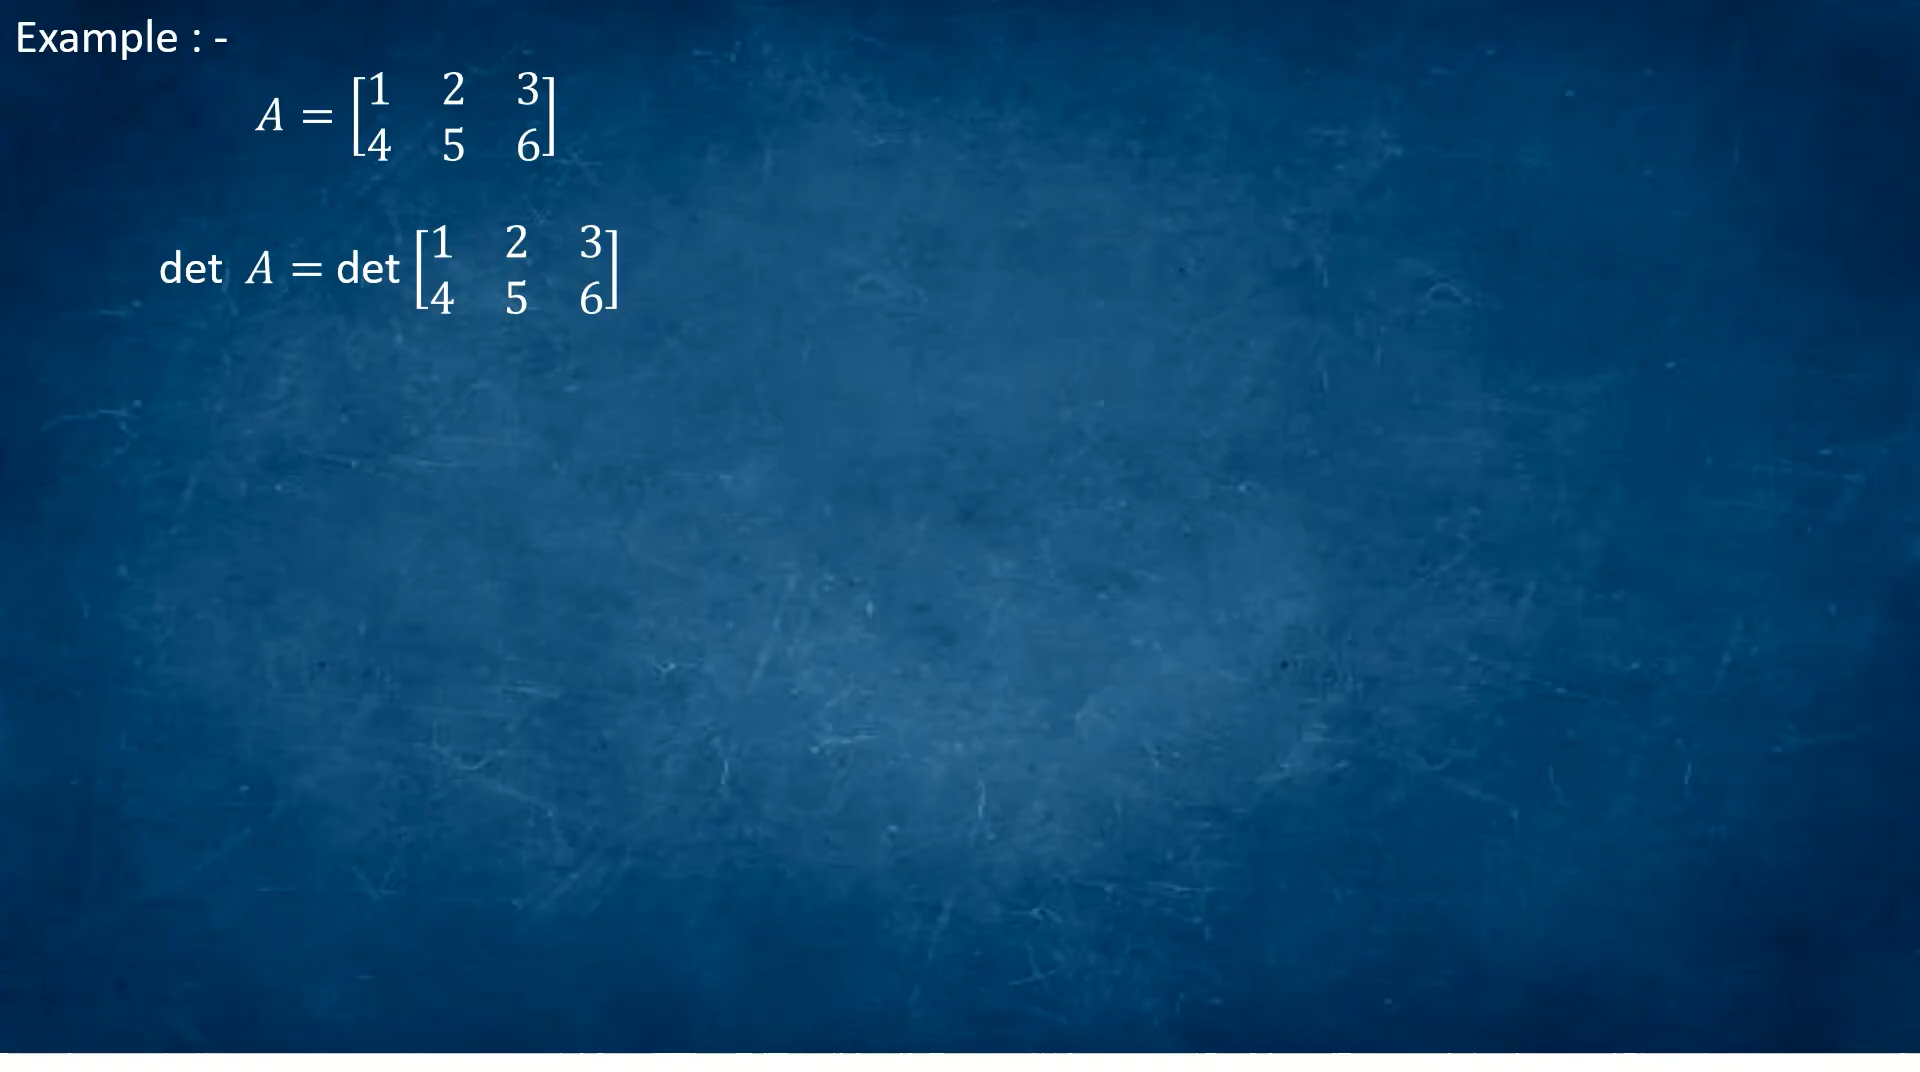 Example : -
A = [1 2 3
4 5 6]
det A = det [1 2 3
4 5 6]